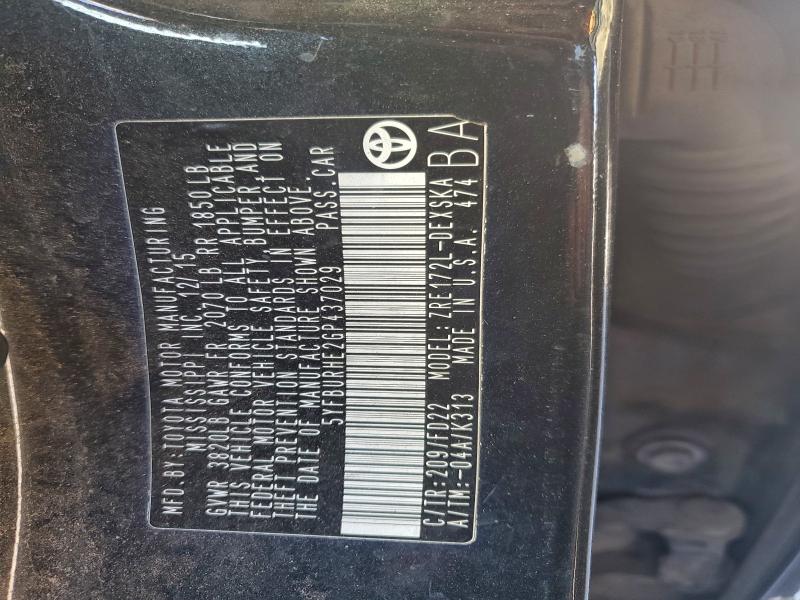 MFD.BY: TOYOTA MOTOR MANUFACTURING
MISSISSIPPI INC. 12/15
GVWR 3820LB GAWR FR 2070LB RR 1850LB
THIS VEHICLE CONFORMS TO ALL APPLICABLE
FEDERAL MOTOR VEHICLE SAFETY, BUMPER, AND
THEFT PREVENTION STANDARDS IN EFFECT ON
THE DATE OF MANUFACTURE SHOWN ABOVE.
5YFBURHE2GP437029 PASS.CAR
C/TR:209/FD22 MODEL:ZRE172L-DEXSKA
A/TM:-04A/K313 MADE IN U.S.A. 474 BA